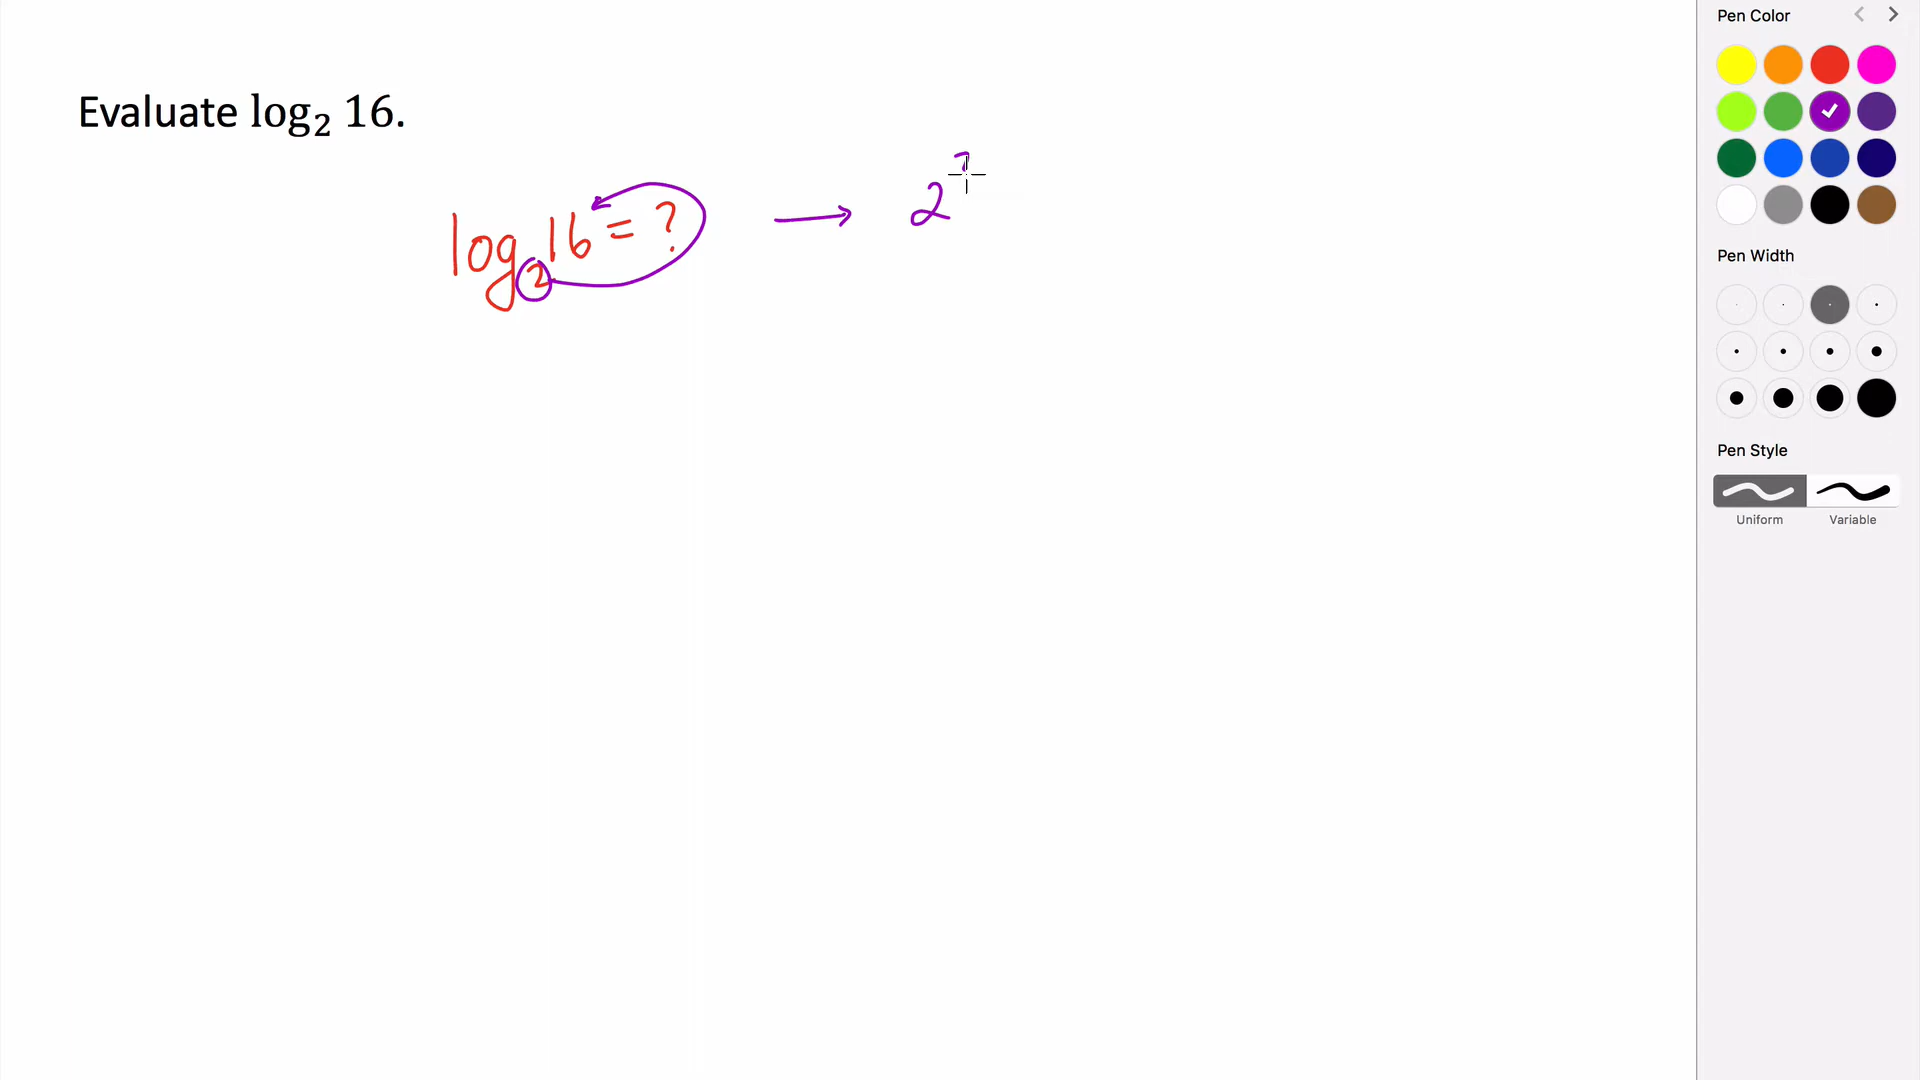 Evaluate log₂ 16.
log₂16 = ? → 2^?
Pen Color
Pen Width
Pen Style
Uniform Variable